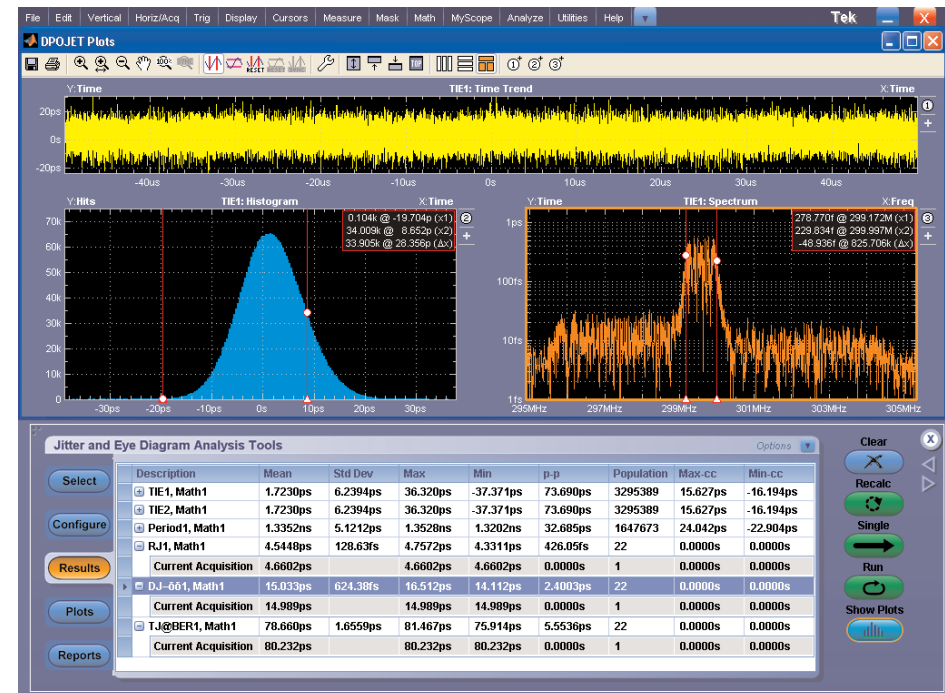 File Edit Vertical Horiz/Acq Trig Display Cursors Measure Mask Math MyScope Analyze Utilities Help Tek X
DPOJET Plots
100% RESET 1 2 3
Y:Time TIE1: Time Trend X:Time
20ps
0s
-20ps
-40us -30us -20us -10us 0s 10us 20us 30us 40us
1
+
Y:Hits TIE1: Histogram X:Time
0.104k @ -19.704p (x1)
34.009k @ 8.652p (x2)
33.905k @ 28.356p (Δx)
2
+
70k
60k
50k
40k
30k
20k
10k
0
-30ps -20ps -10ps 0s 10ps 20ps 30ps
Y:Time TIE1: Spectrum X:Freq
278.770f @ 299.172M (x1)
229.834f @ 299.997M (x2)
-48.936f @ 825.706k (Δx)
3
+
1ps
100fs
10fs
1fs
295MHz 297MHz 299MHz 301MHz 303MHz 305MHz
Jitter and Eye Diagram Analysis Tools Options
Select
Configure
Results
Plots
Reports
Description Mean Std Dev Max Min p-p Population Max-cc Min-cc
TIE1, Math1 1.7230ps 6.2394ps 36.320ps -37.371ps 73.690ps 3295389 15.627ps -16.194ps
TIE2, Math1 1.7230ps 6.2394ps 36.320ps -37.371ps 73.690ps 3295389 15.627ps -16.194ps
Period1, Math1 1.3352ns 5.1212ps 1.3528ns 1.3202ns 32.685ps 1647673 24.042ps -22.904ps
RJ1, Math1 4.5448ps 128.63fs 4.7572ps 4.3311ps 426.05fs 22 0.0000s 0.0000s
Current Acquisition 4.6602ps 4.6602ps 4.6602ps 0.0000s 1 0.0000s 0.0000s
DJ–δδ1, Math1 15.033ps 624.38fs 16.512ps 14.112ps 2.4003ps 22 0.0000s 0.0000s
Current Acquisition 14.989ps 14.989ps 14.989ps 0.0000s 1 0.0000s 0.0000s
TJ@BER1, Math1 78.660ps 1.6559ps 81.467ps 75.914ps 5.5536ps 22 0.0000s 0.0000s
Current Acquisition 80.232ps 80.232ps 80.232ps 0.0000s 1 0.0000s 0.0000s
Clear X
Recalc
Single
Run
Show Plots